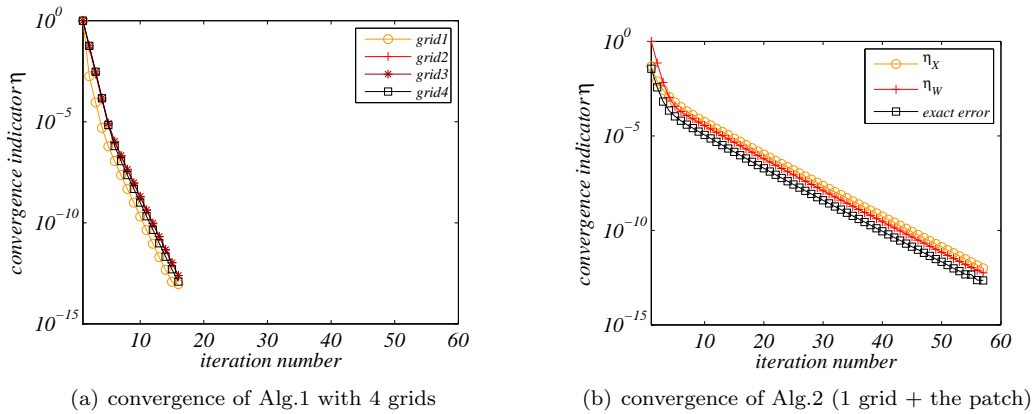 10^0
10^-5
10^-10
10^-15
convergence indicator η
10 20 30 40 50 60
iteration number
grid1
grid2
grid3
grid4
(a) convergence of Alg.1 with 4 grids
10^0
10^-5
10^-10
10^-15
convergence indicator η
10 20 30 40 50 60
iteration number
η_X
η_W
exact error
(b) convergence of Alg.2 (1 grid + the patch)